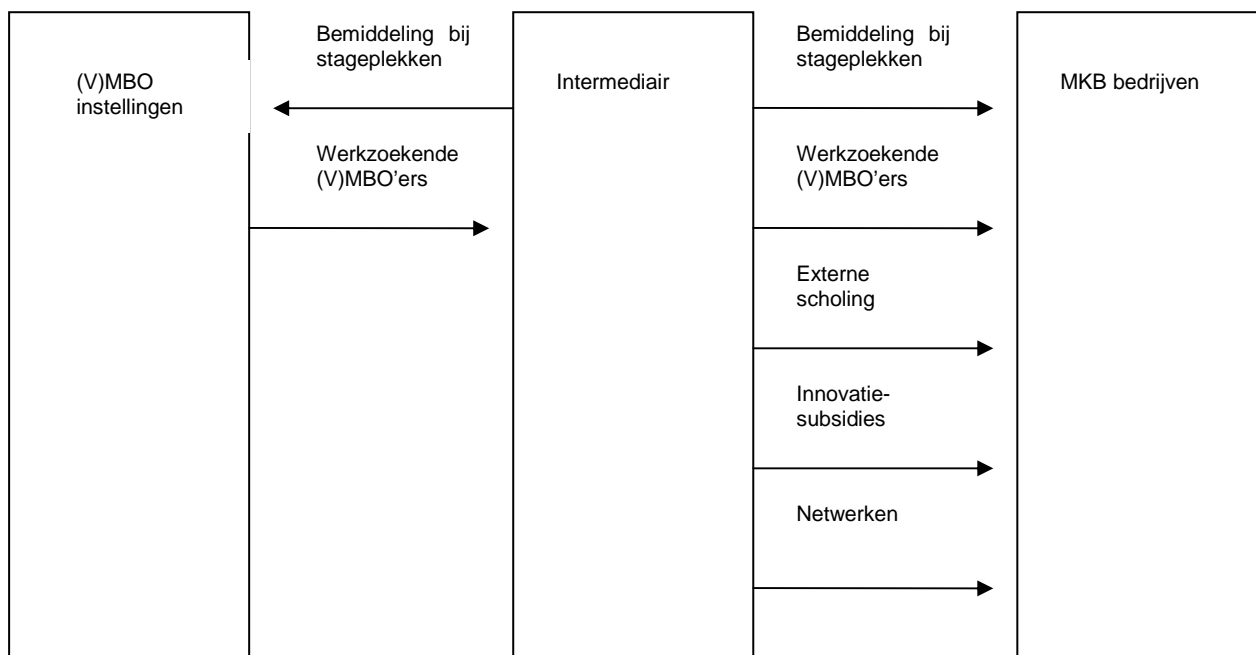 (V)MBO
instellingen
Bemiddeling bij
stageplekken
Werkzoekende
(V)MBO’ers
Intermediair
Bemiddeling bij
stageplekken
Werkzoekende
(V)MBO’ers
Externe
scholing
Innovatie-
subsidies
Netwerken
MKB bedrijven